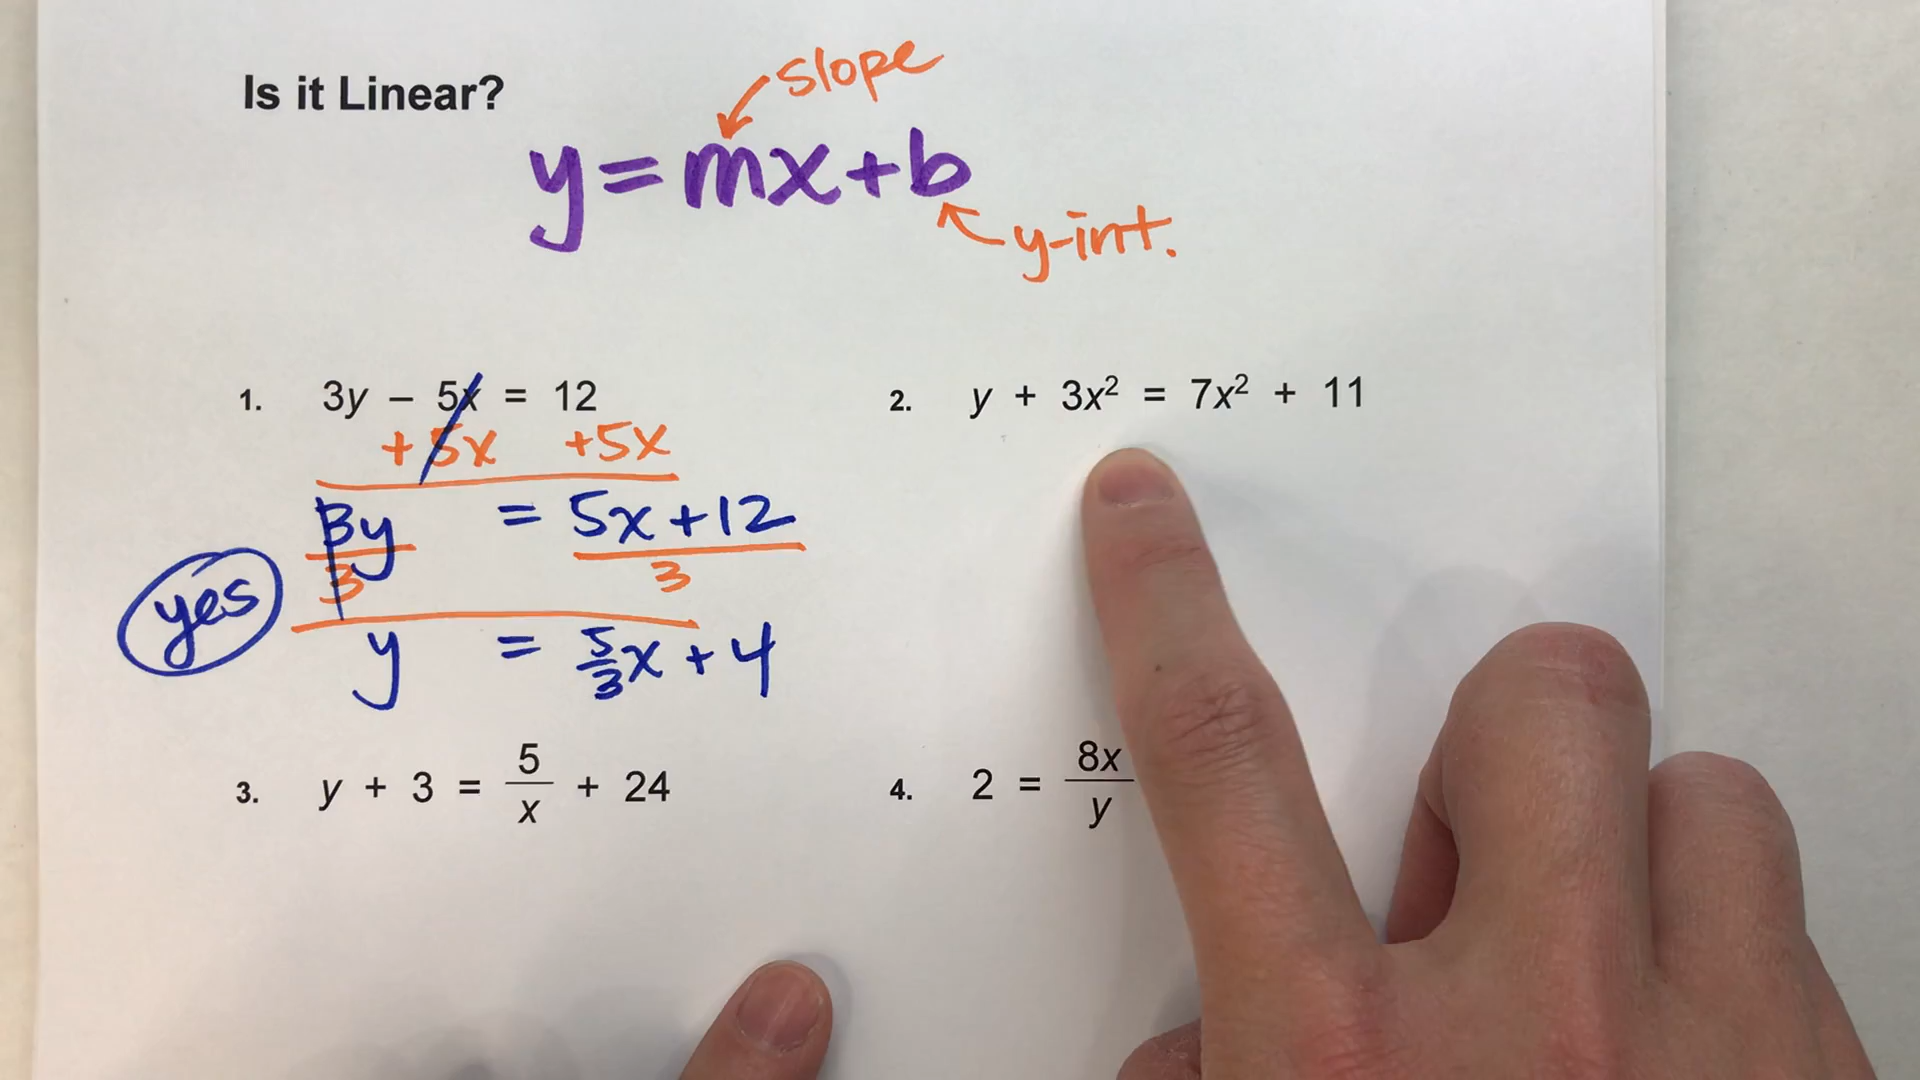 Is it Linear?
slope
y = mx + b
y-int.
1. 3y – 5x = 12
+ 5x +5x
3y = 5x + 12
3 3
yes
y = 5/3 x + 4
2. y + 3x² = 7x² + 11
3. y + 3 = 5/x + 24
4. 2 = 8x/y